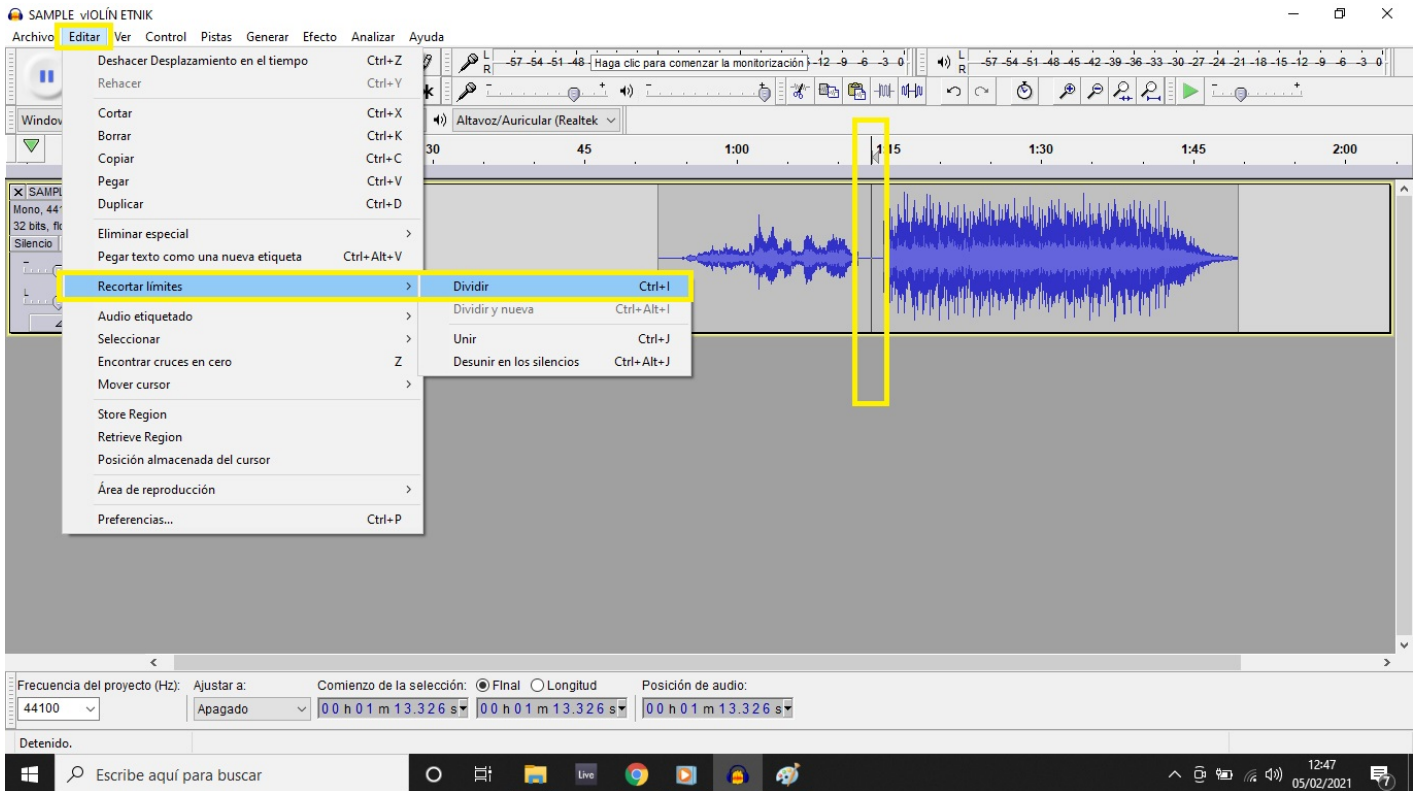 SAMPLE vIOLÍN ETNIK
Archivo Editar Ver Control Pistas Generar Efecto Analizar Ayuda
Deshacer Desplazamiento en el tiempo Ctrl+Z
L R -57 -54 -51 -48 Haga clic para comenzar la monitorización -12 -9 -6 -3 0
L R -57 -54 -51 -48 -45 -42 -39 -36 -33 -30 -27 -24 -21 -18 -15 -12 -9 -6 -3 0
Rehacer Ctrl+Y
Cortar Ctrl+X
Altavoz/Auricular (Realtek
Borrar Ctrl+K
Copiar Ctrl+C
30 45 1:00 1:15 1:30 1:45 2:00
Pegar Ctrl+V
Duplicar Ctrl+D
Mono, 441
32 bits, flo
Silencio
Eliminar especial
Pegar texto como una nueva etiqueta Ctrl+Alt+V
L
Recortar límites
Dividir Ctrl+I
Dividir y nueva Ctrl+Alt+I
Unir Ctrl+J
Desunir en los silencios Ctrl+Alt+J
Audio etiquetado
Seleccionar
Encontrar cruces en cero Z
Mover cursor
Store Region
Retrieve Region
Posición almacenada del cursor
Área de reproducción
Preferencias... Ctrl+P
Frecuencia del proyecto (Hz): Ajustar a: Comienzo de la selección: FInal Longitud Posición de audio:
44100 Apagado 00 h 01 m 13.326 s 00 h 01 m 13.326 s 00 h 01 m 13.326 s
Detenido.
Escribe aquí para buscar
Live
12:47
05/02/2021
7